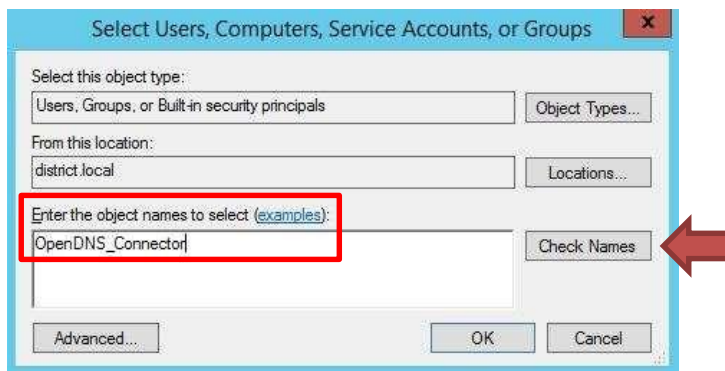 Select Users, Computers, Service Accounts, or Groups
x
Select this object type:
Users, Groups, or Built-in security principals
Object Types...
From this location:
district.local
Locations...
Enter the object names to select (examples):
OpenDNS_Connector
Check Names
Advanced...
OK
Cancel